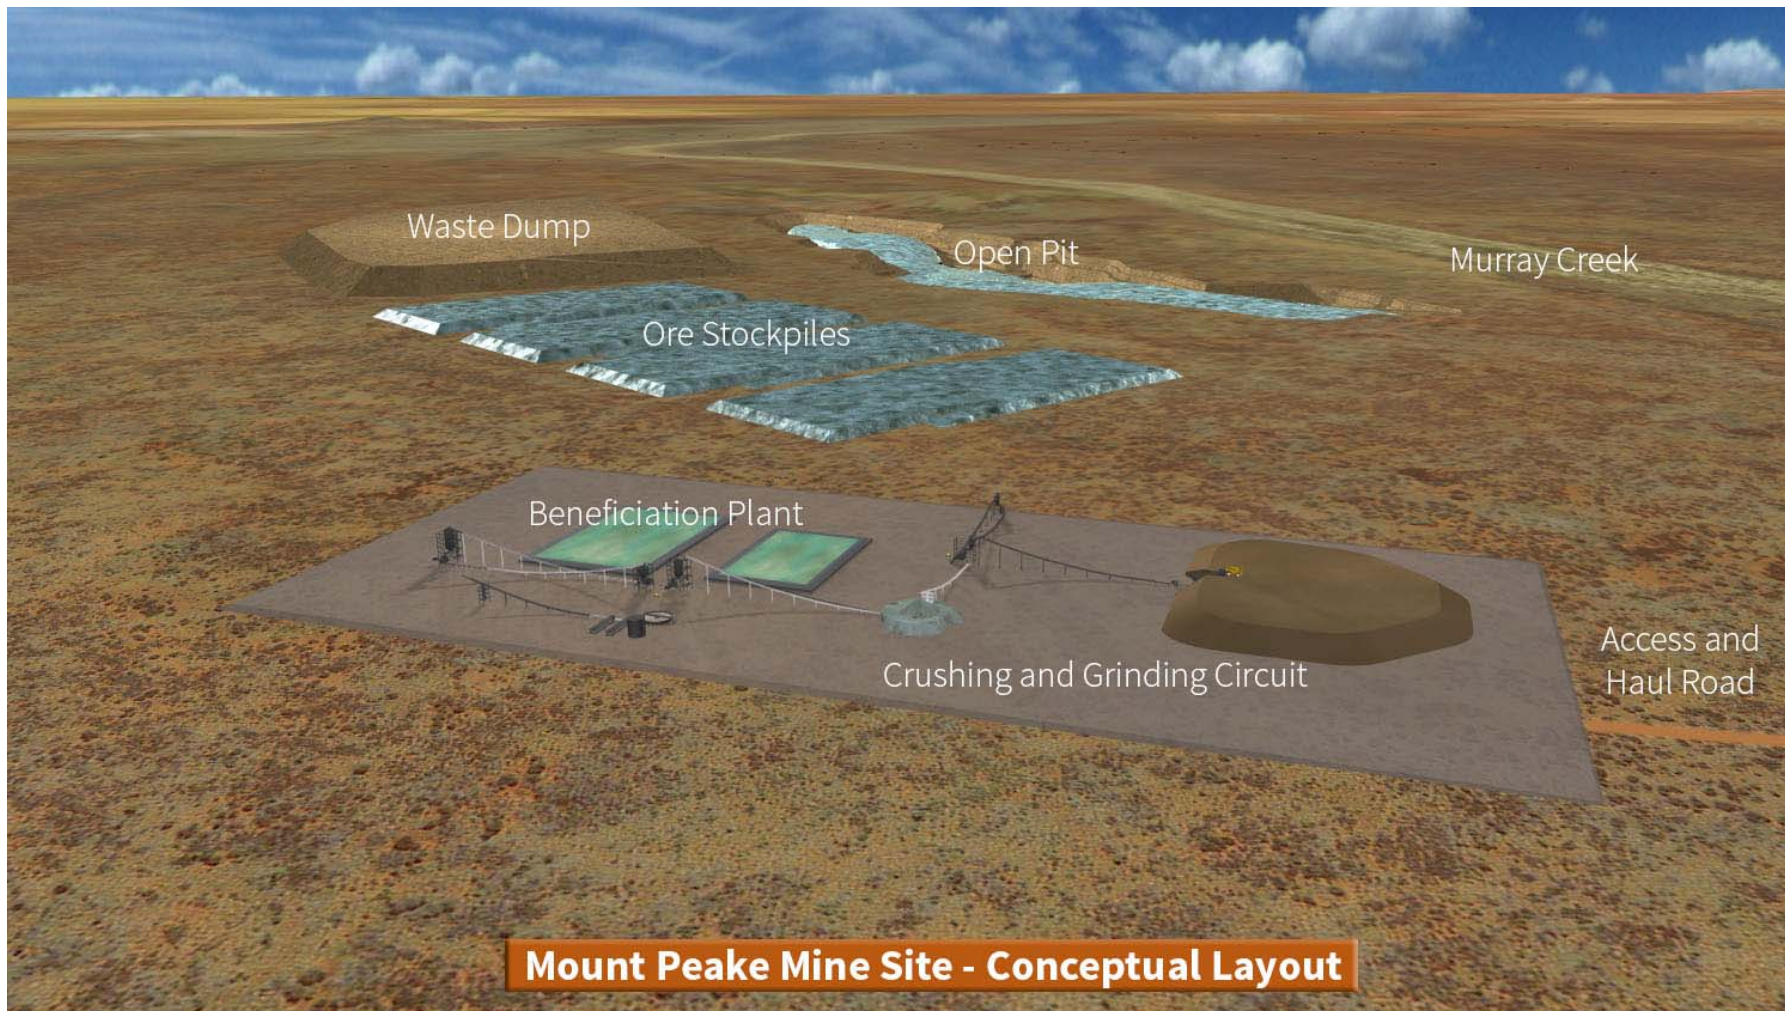 Waste Dump
Open Pit
Murray Creek
Ore Stockpiles
Beneficiation Plant
Access and
Haul Road
Crushing and Grinding Circuit
Mount Peake Mine Site - Conceptual Layout